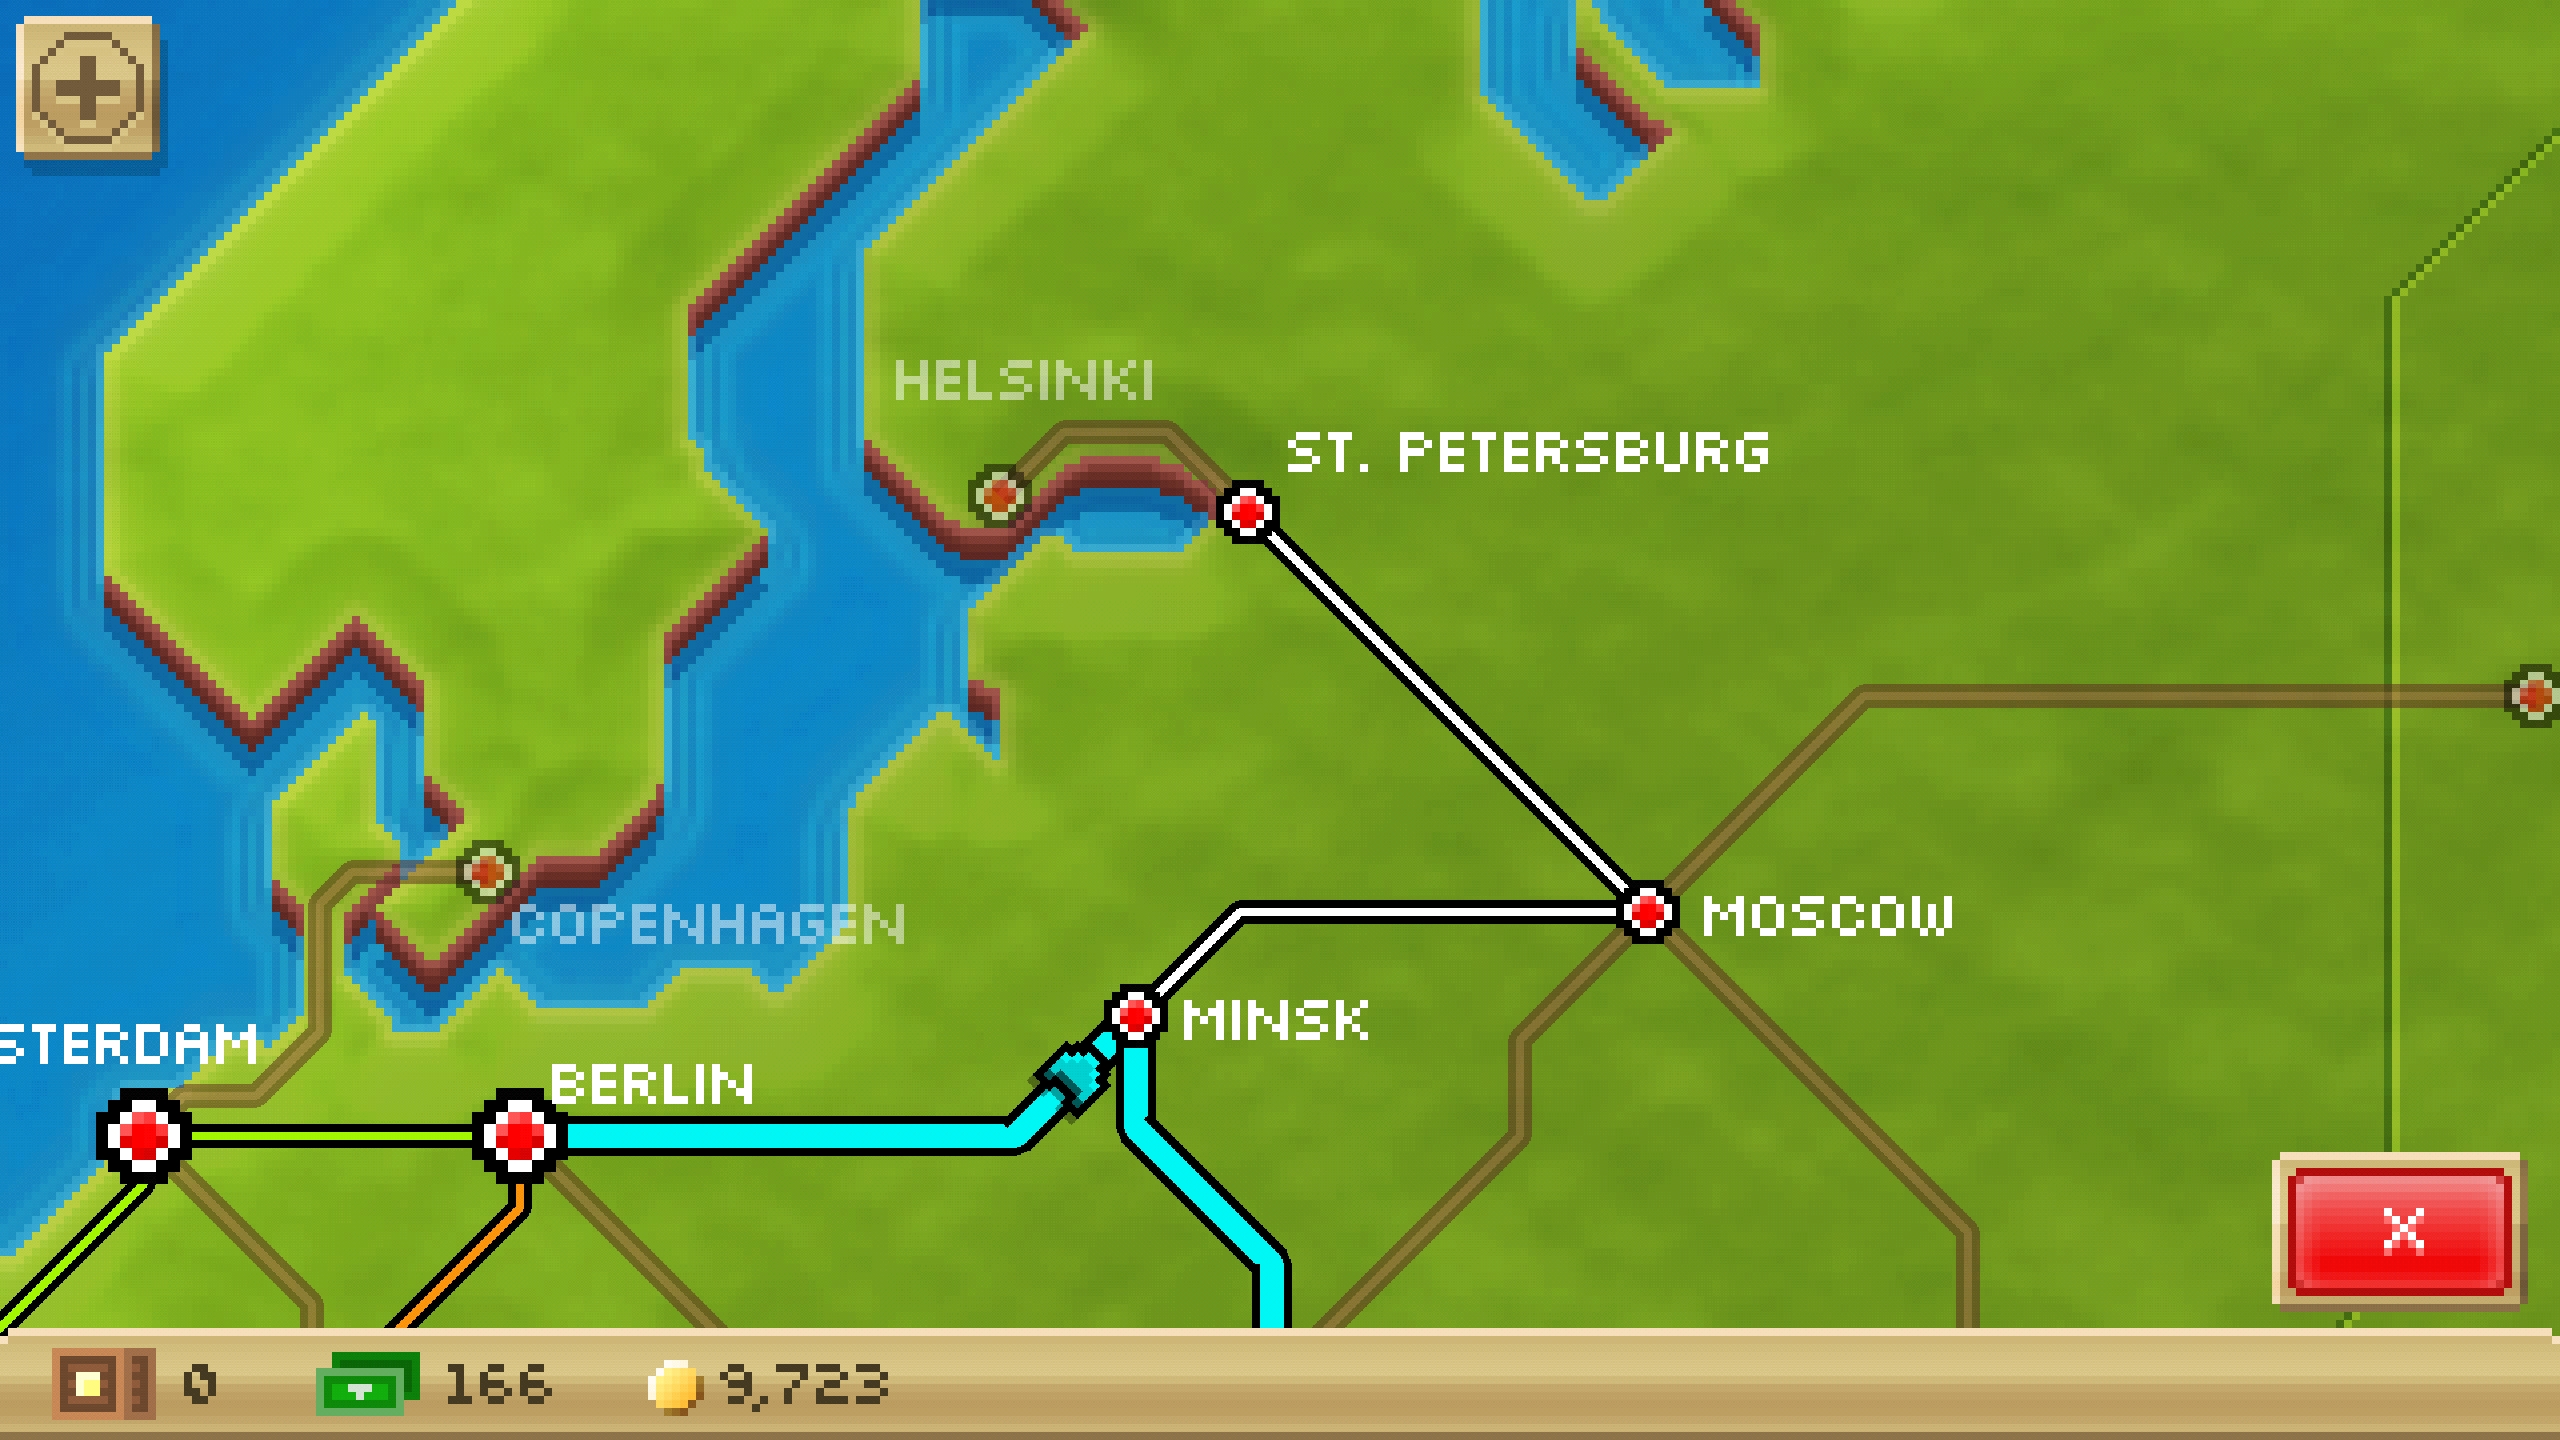 HELSINKI
ST. PETERSBURG
COPENHAGEN
MOSCOW
MINSK
STERDAM
BERLIN
X
0 166 9,723